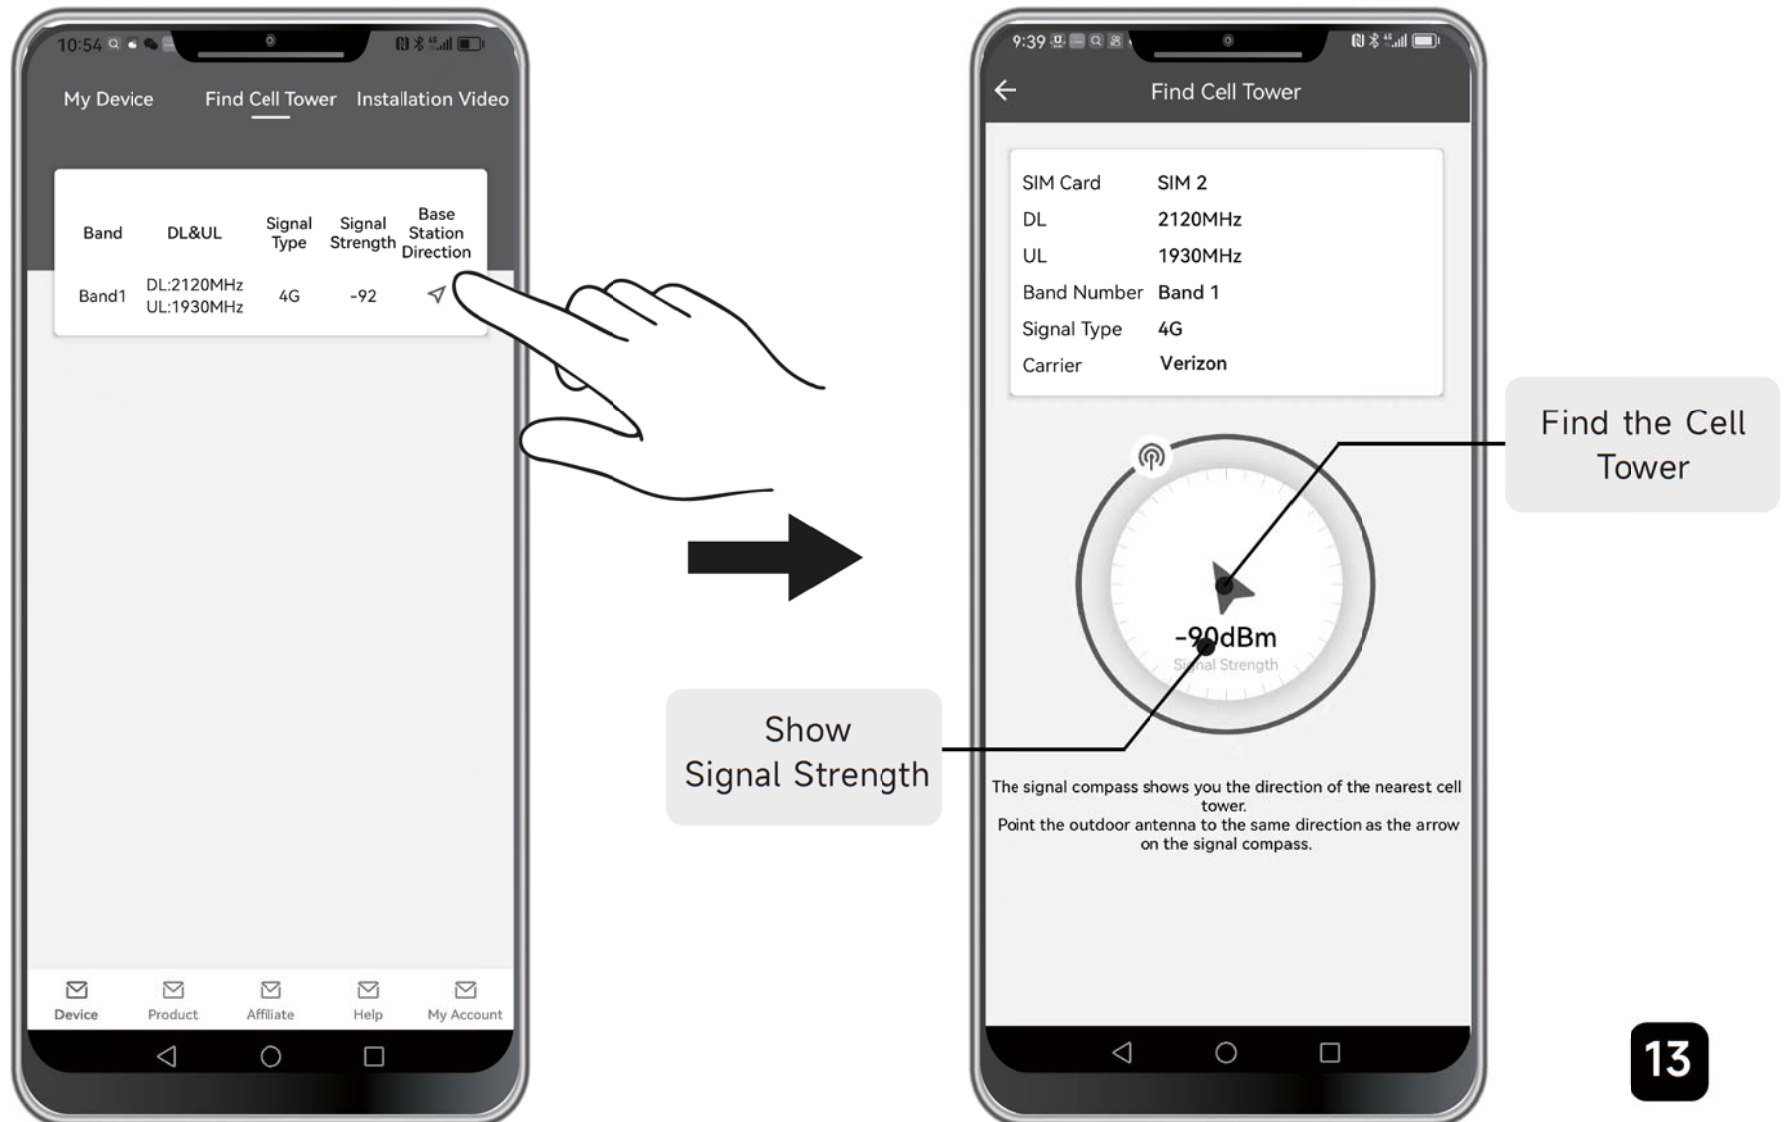 10:54
My Device Find Cell Tower Installation Video
Band DL&UL Signal Type Signal Strength Base Station Direction
Band1 DL:2120MHz UL:1930MHz 4G -92
Device Product Affiliate Help My Account
Show
Signal Strength
9:39
Find Cell Tower
SIM Card SIM 2
DL 2120MHz
UL 1930MHz
Band Number Band 1
Signal Type 4G
Carrier Verizon
-90dBm
Signal Strength
The signal compass shows you the direction of the nearest cell
tower.
Point the outdoor antenna to the same direction as the arrow
on the signal compass.
Find the Cell
Tower
13